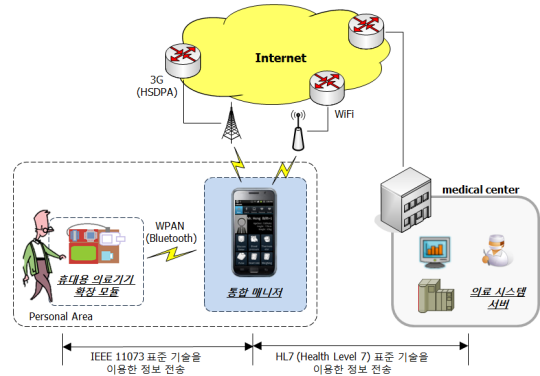 Internet
3G
(HSDPA)
WiFi
medical center
WPAN
(Bluetooth)
휴대용 의료기기
확장 모듈
통합 매니저
의료 시스템
서버
Personal Area
IEEE 11073 표준 기술을
이용한 정보 전송
HL7 (Health Level 7) 표준 기술을
이용한 정보 전송